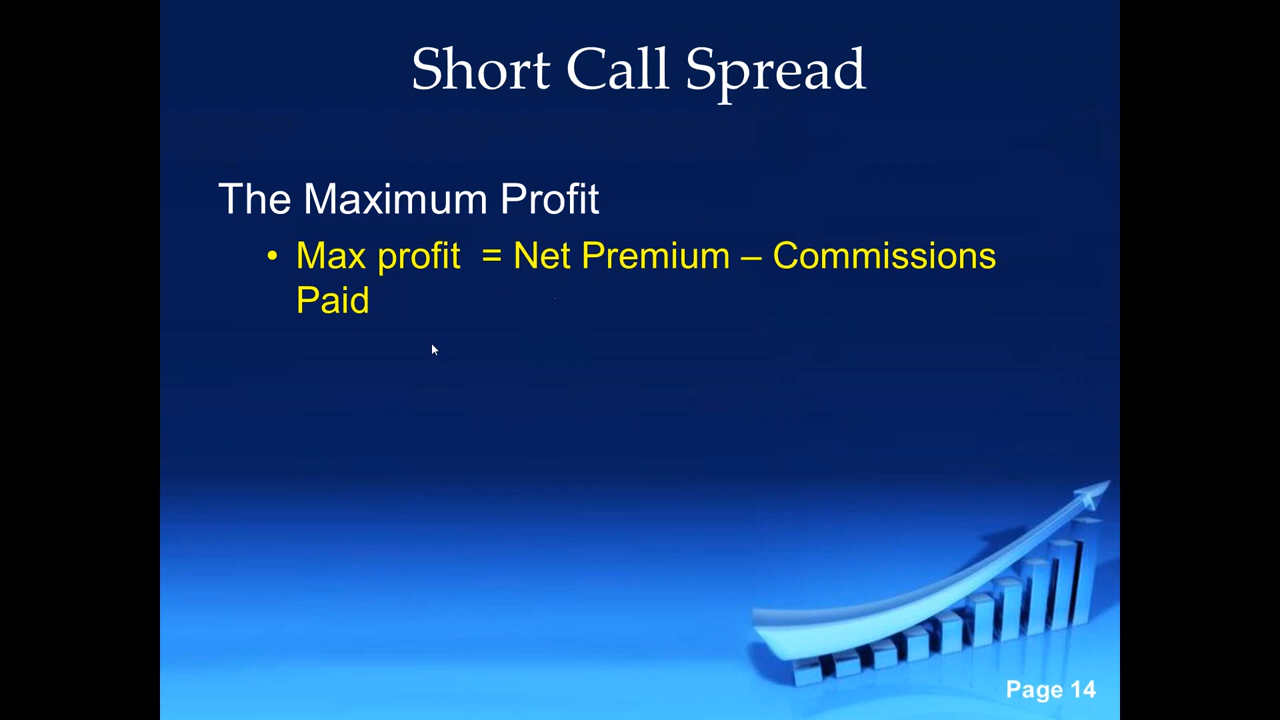 Short Call Spread
The Maximum Profit
• Max profit  = Net Premium – Commissions
Paid
Page 14